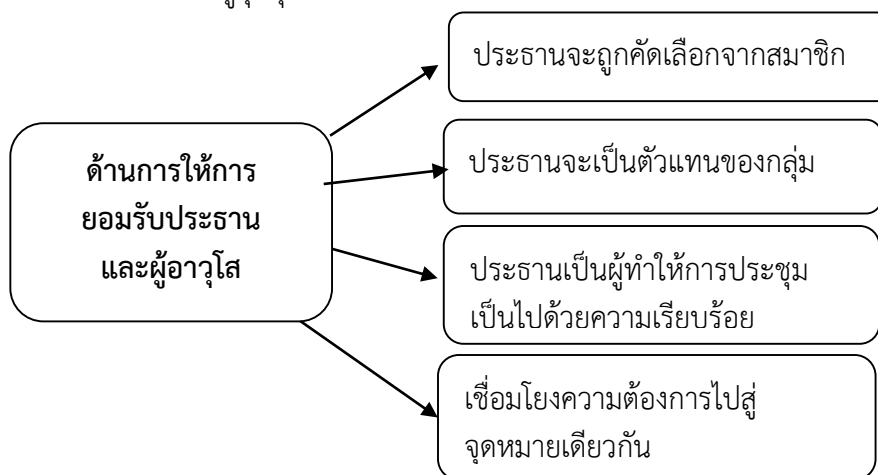 ด้านการให้การ
ยอมรับประธาน
และผู้อาวุโส
ประธานจะถูกคัดเลือกจากสมาชิก
ประธานจะเป็นตัวแทนของกลุ่ม
ประธานเป็นผู้ทำให้การประชุม
เป็นไปด้วยความเรียบร้อย
เชื่อมโยงความต้องการไปสู่
จุดหมายเดียวกัน